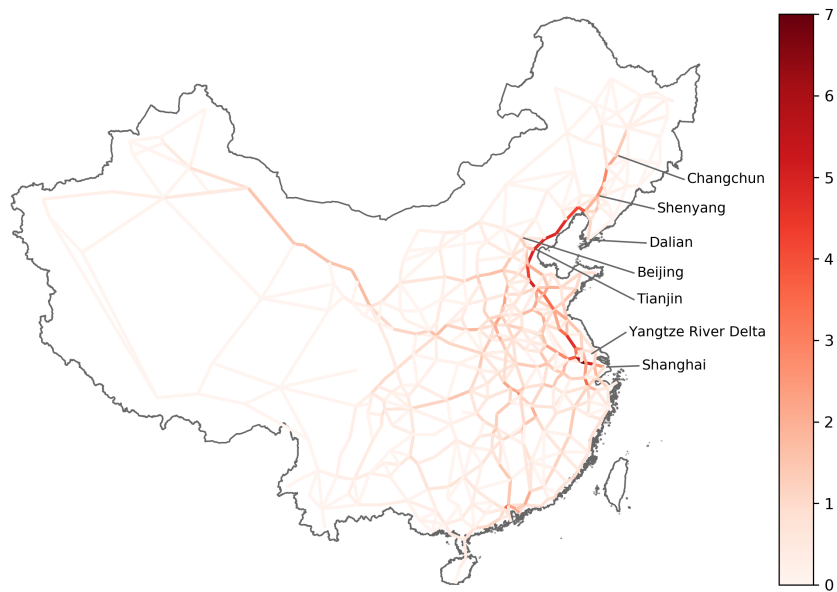 7
6
5
4
3
2
1
0
Changchun
Shenyang
Dalian
Beijing
Tianjin
Yangtze River Delta
Shanghai